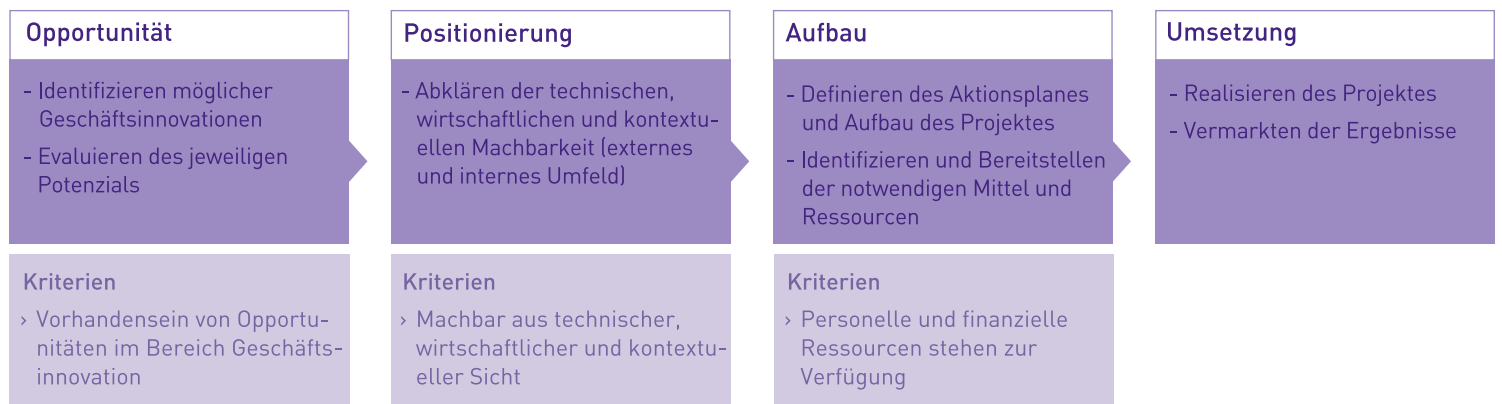 Opportunität
- Identifizieren möglicher
Geschäftsinnovationen
- Evaluieren des jeweiligen
Potenzials
Kriterien
› Vorhandensein von Opportu-
nitäten im Bereich Geschäfts-
innovation
Positionierung
- Abklären der technischen,
wirtschaftlichen und kontextu-
ellen Machbarkeit (externes
und internes Umfeld)
Kriterien
› Machbar aus technischer,
wirtschaftlicher und kontextu-
eller Sicht
Aufbau
- Definieren des Aktionsplanes
und Aufbau des Projektes
- Identifizieren und Bereitstellen
der notwendigen Mittel und
Ressourcen
Kriterien
› Personelle und finanzielle
Ressourcen stehen zur
Verfügung
Umsetzung
- Realisieren des Projektes
- Vermarkten der Ergebnisse